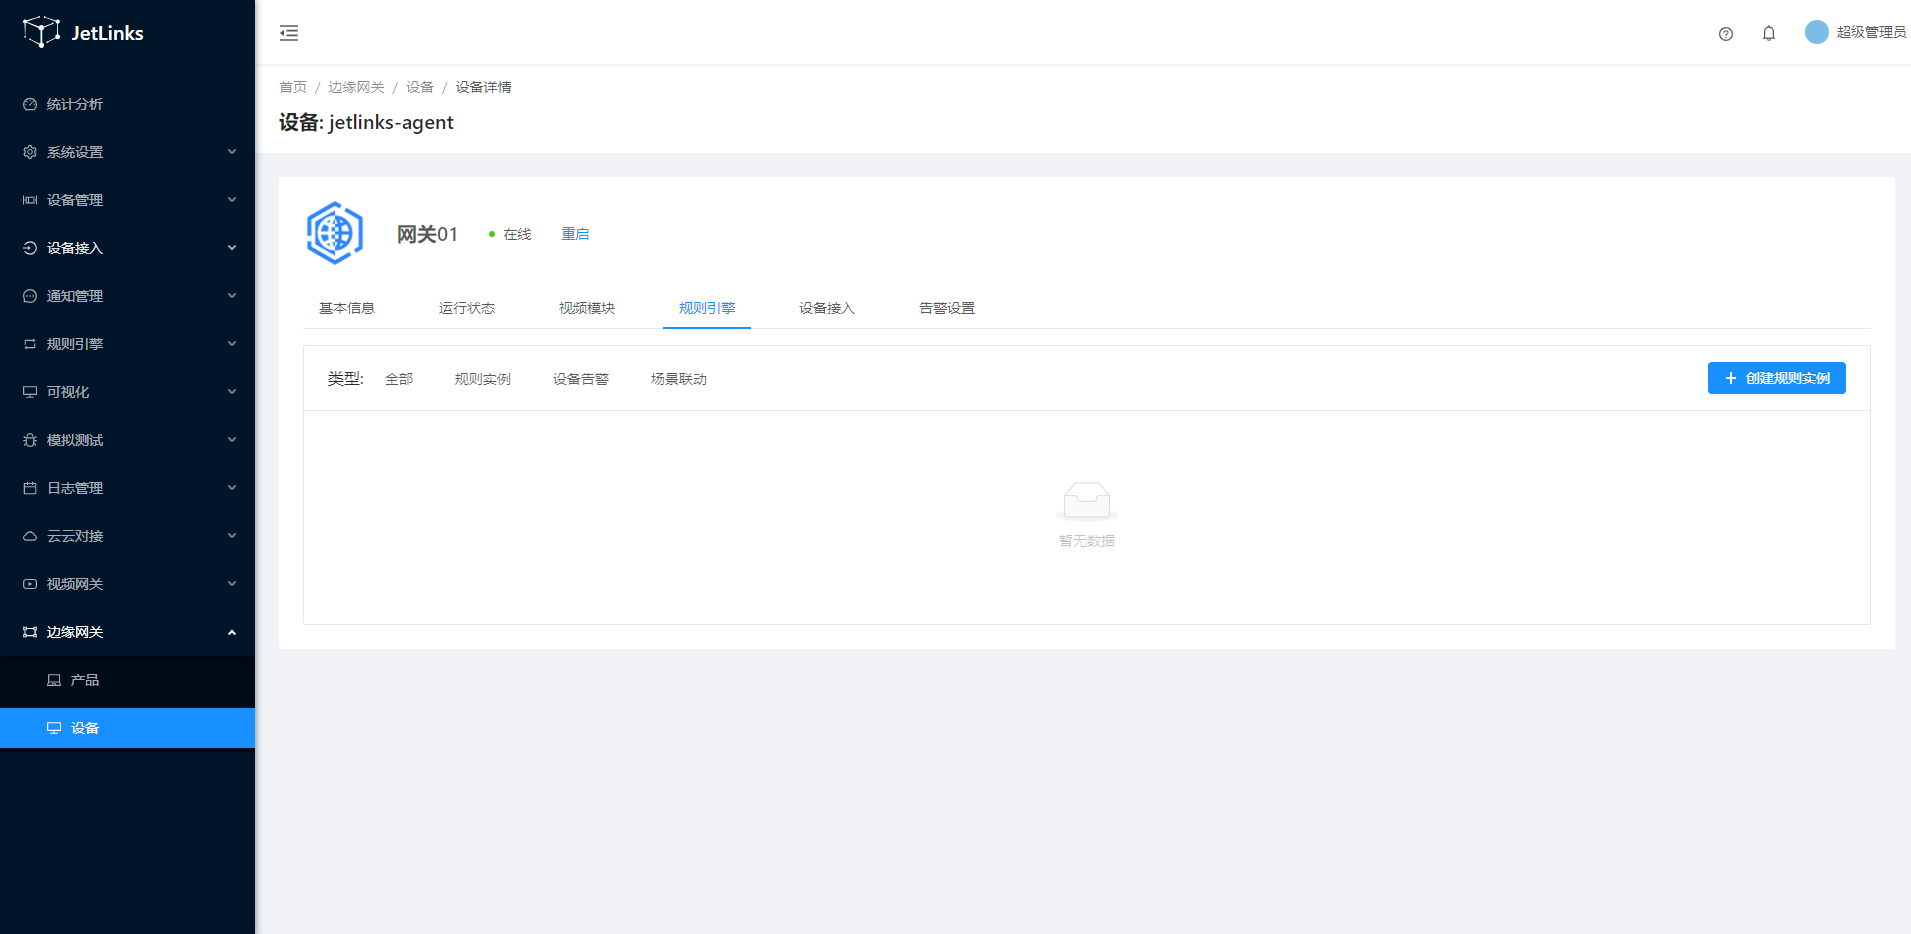 JetLinks
统计分析
系统设置
设备管理
设备接入
通知管理
规则引擎
可视化
模拟测试
日志管理
云云对接
视频网关
边缘网关
产品
设备
超级管理员
首页 / 边缘网关 / 设备 / 设备详情
设备: jetlinks-agent
网关01 在线 重启
基本信息 运行状态 视频模块 规则引擎 设备接入 告警设置
类型: 全部 规则实例 设备告警 场景联动 + 创建规则实例
暂无数据